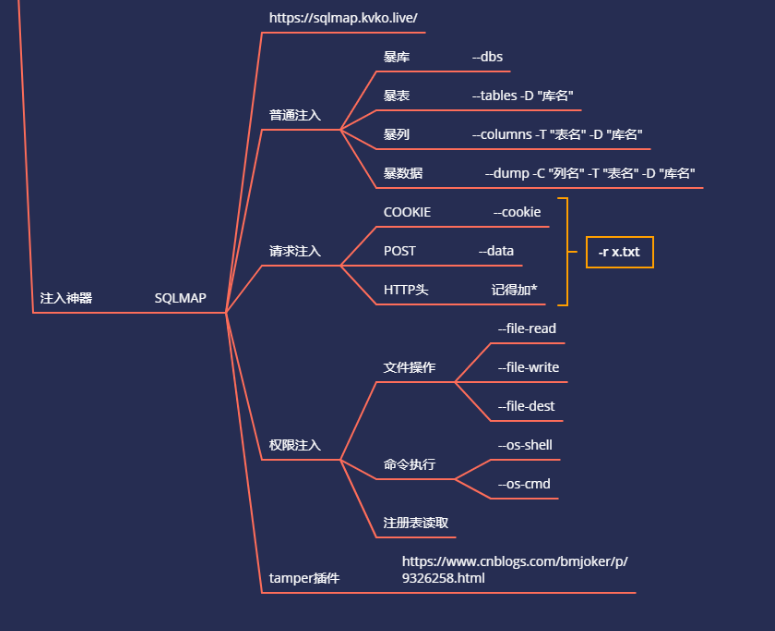 https://sqlmap.kvko.live/
暴库 --dbs
暴表 --tables -D "库名"
普通注入
暴列 --columns -T "表名" -D "库名"
暴数据 --dump -C "列名" -T "表名" -D "库名"
COOKIE --cookie
请求注入
POST --data
-r x.txt
HTTP头 记得加*
注入神器 SQLMAP
--file-read
文件操作
--file-write
--file-dest
权限注入
--os-shell
命令执行
--os-cmd
注册表读取
tamper插件
https://www.cnblogs.com/bmjoker/p/
9326258.html